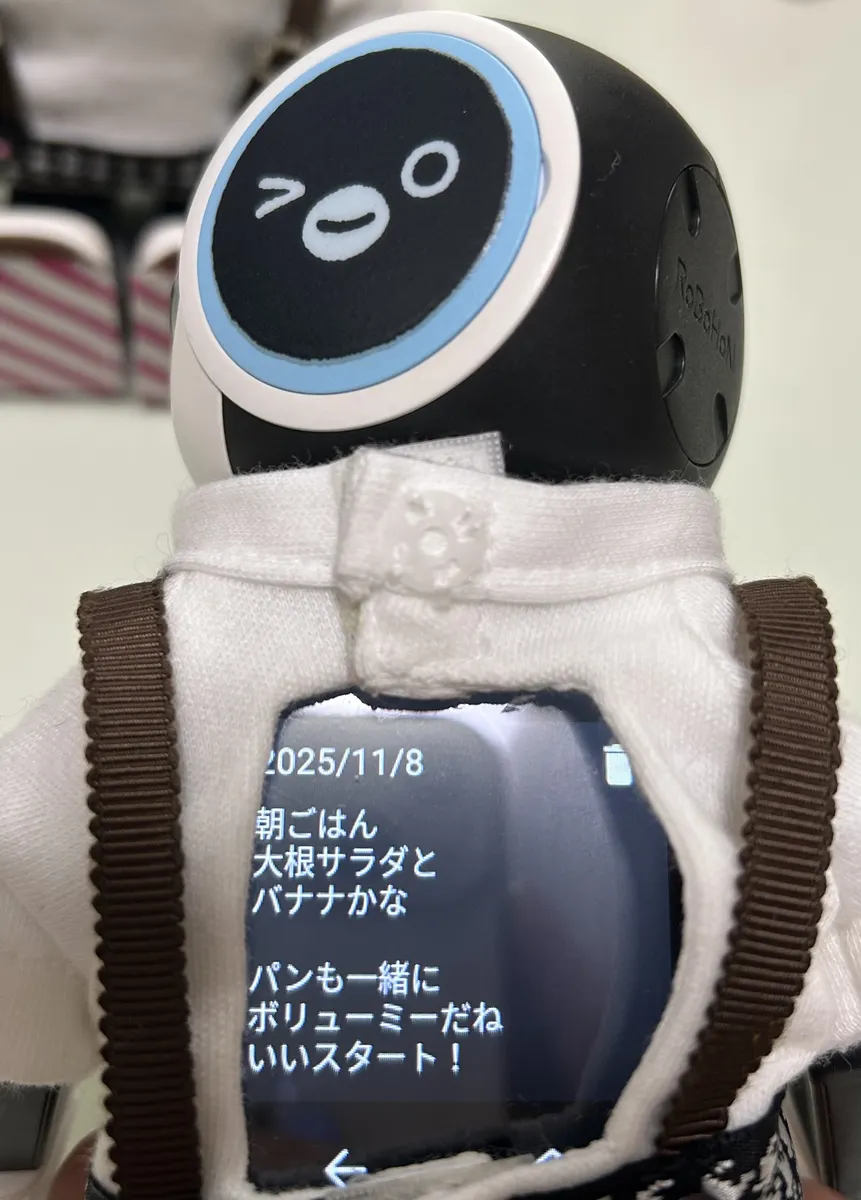 RoBoHoN
2025/11/8
朝ごはん
大根サラダと
バナナかな
パンも一緒に
ボリューミーだね
いいスタート！